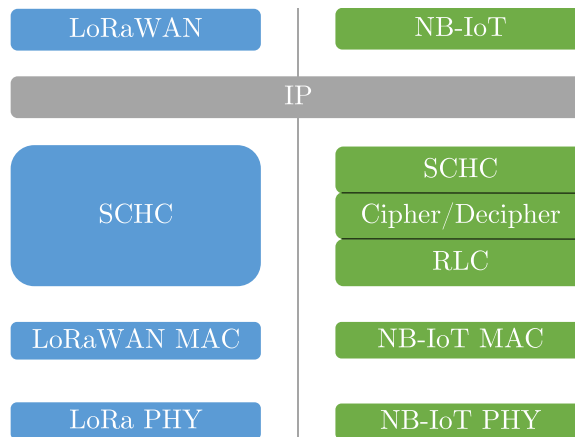 LoRaWAN
NB-IoT
IP
SCHC
SCHC
Cipher/Decipher
RLC
LoRaWAN MAC
NB-IoT MAC
LoRa PHY
NB-IoT PHY